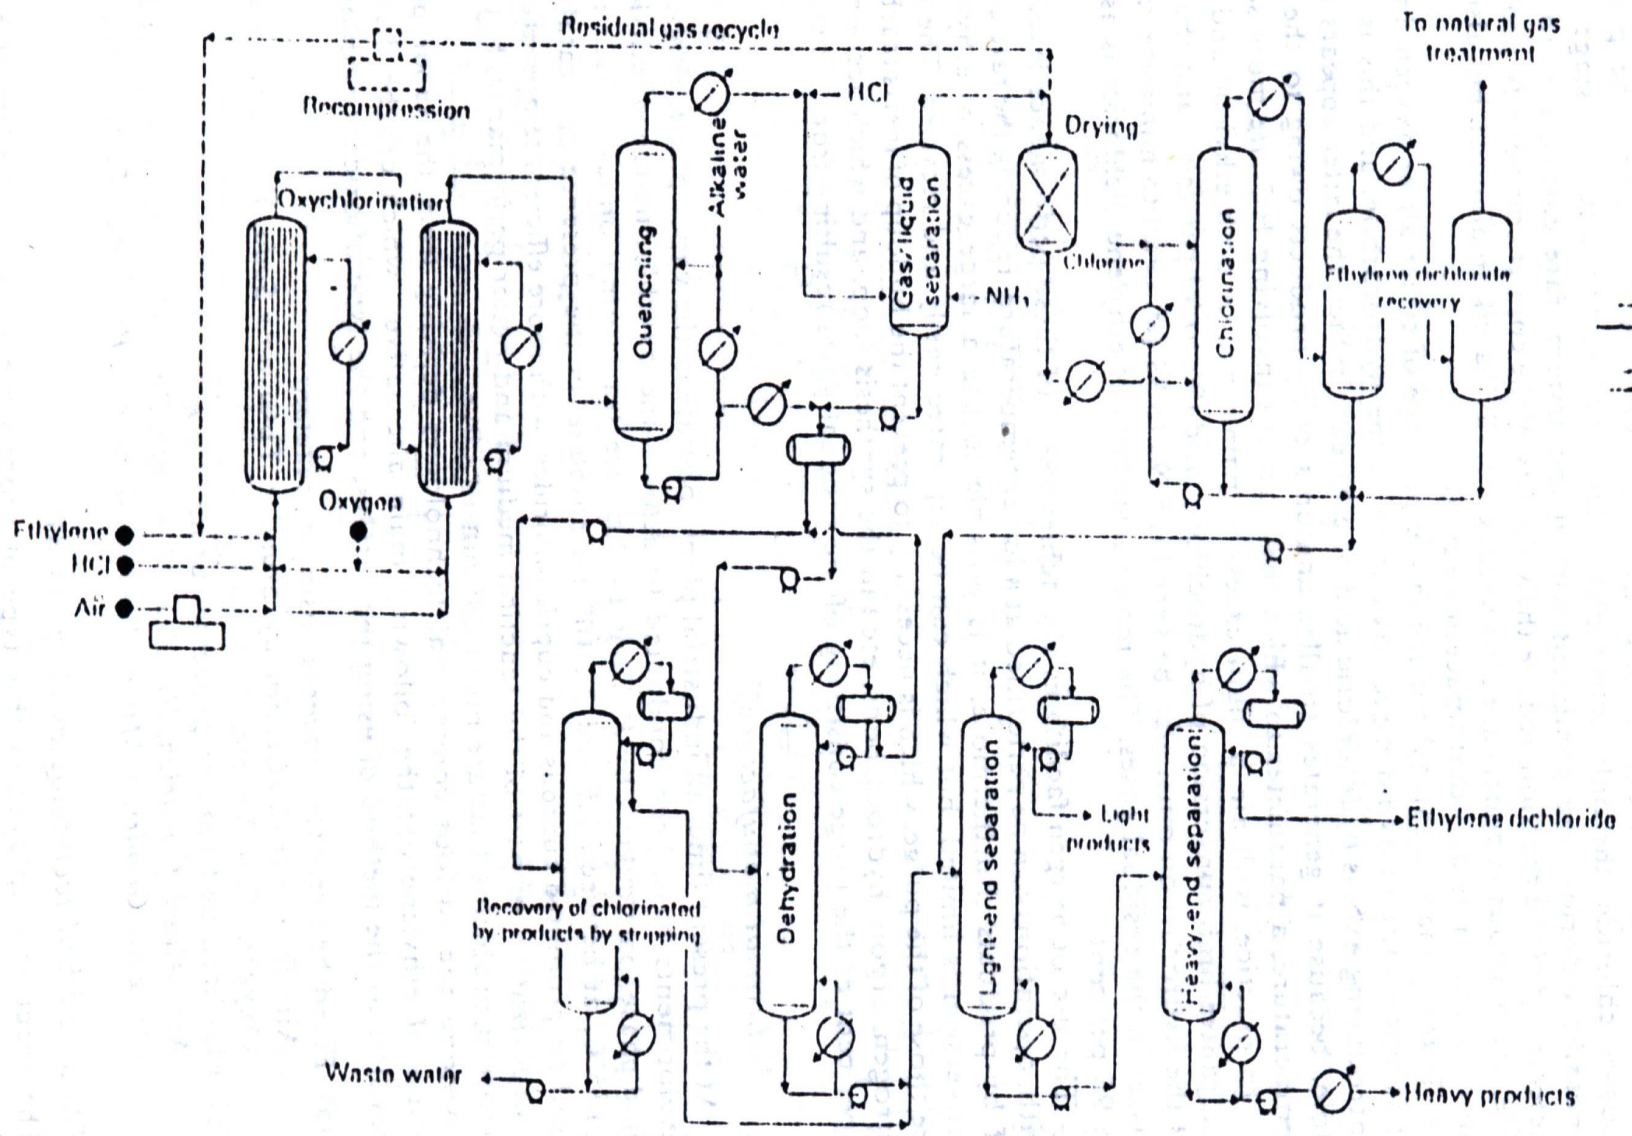 Residual gas recycle
To natural gas
treatment
Recompression
HCl
Alkaline
water
Drying
Oxychlorination
Quenching
Gas/liquid
separation
NH₃
Chlorine
Chlorination
Ethylene dichloride
recovery
Oxygen
Ethylene
HCl
Air
Recovery of chlorinated
by-products by stripping
Dehydration
Light-end separation
Light
products
Heavy-end separation
Ethylene dichloride
Waste water
Heavy products